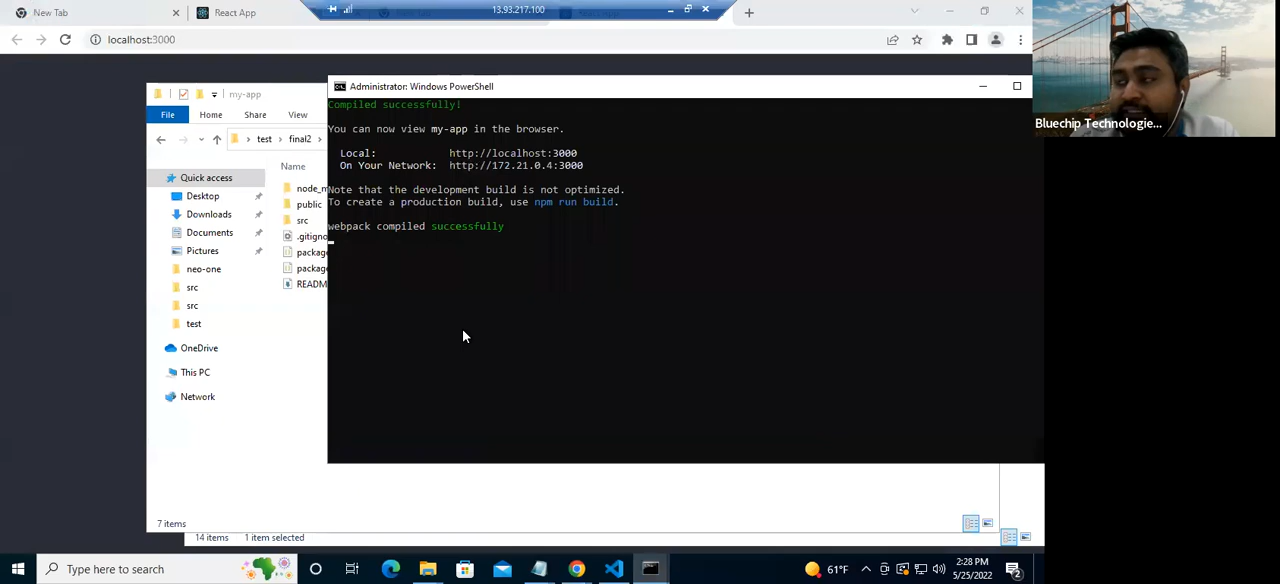 New Tab
React App
13.93.217.100
localhost:3000
Bluechip Technologie...
my-app
File
Home
Share
View
test
final2
Name
Quick access
Desktop
Downloads
Documents
Pictures
neo-one
src
src
test
OneDrive
This PC
Network
node_m
public
src
.gitigno
package
package
READM
7 items
14 items
1 item selected
Administrator: Windows PowerShell
Compiled successfully!
You can now view my-app in the browser.
Local: http://localhost:3000
On Your Network: http://172.21.0.4:3000
Note that the development build is not optimized.
To create a production build, use npm run build.
webpack compiled successfully
Type here to search
61°F
2:28 PM
5/25/2022
2